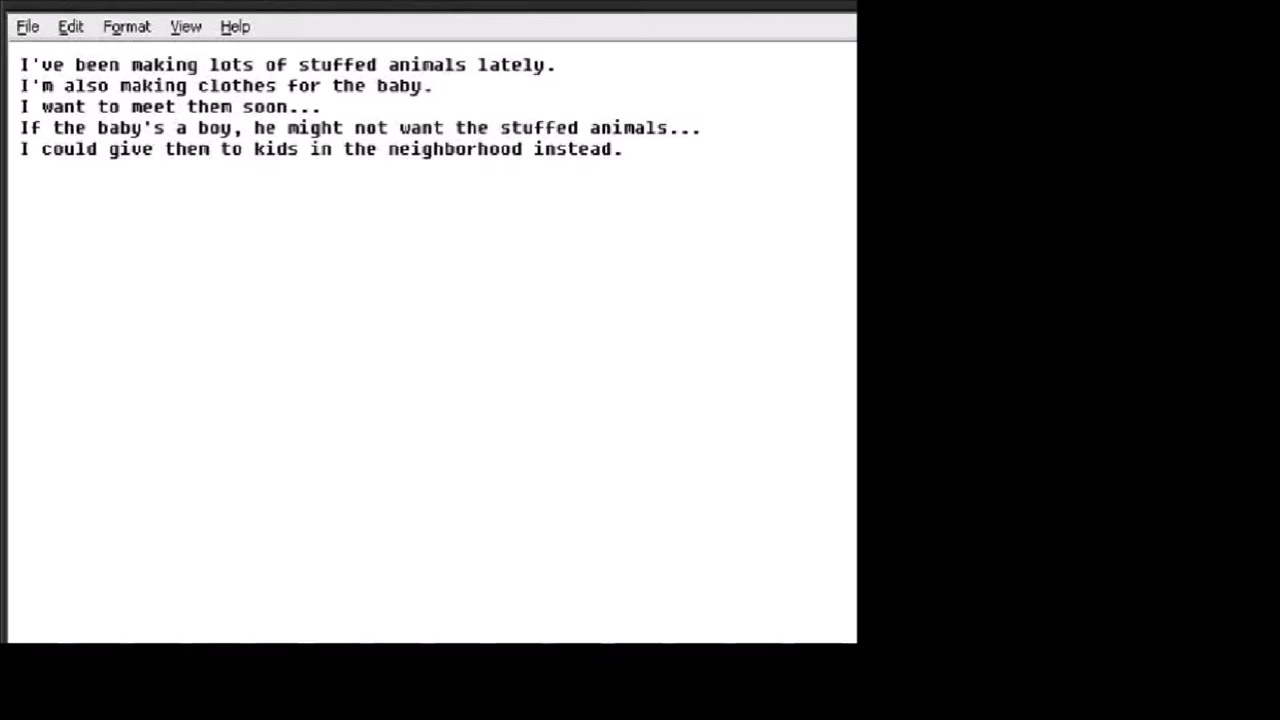 File Edit Format View Help
I've been making lots of stuffed animals lately.
I'm also making clothes for the baby.
I want to meet them soon...
If the baby's a boy, he might not want the stuffed animals...
I could give them to kids in the neighborhood instead.